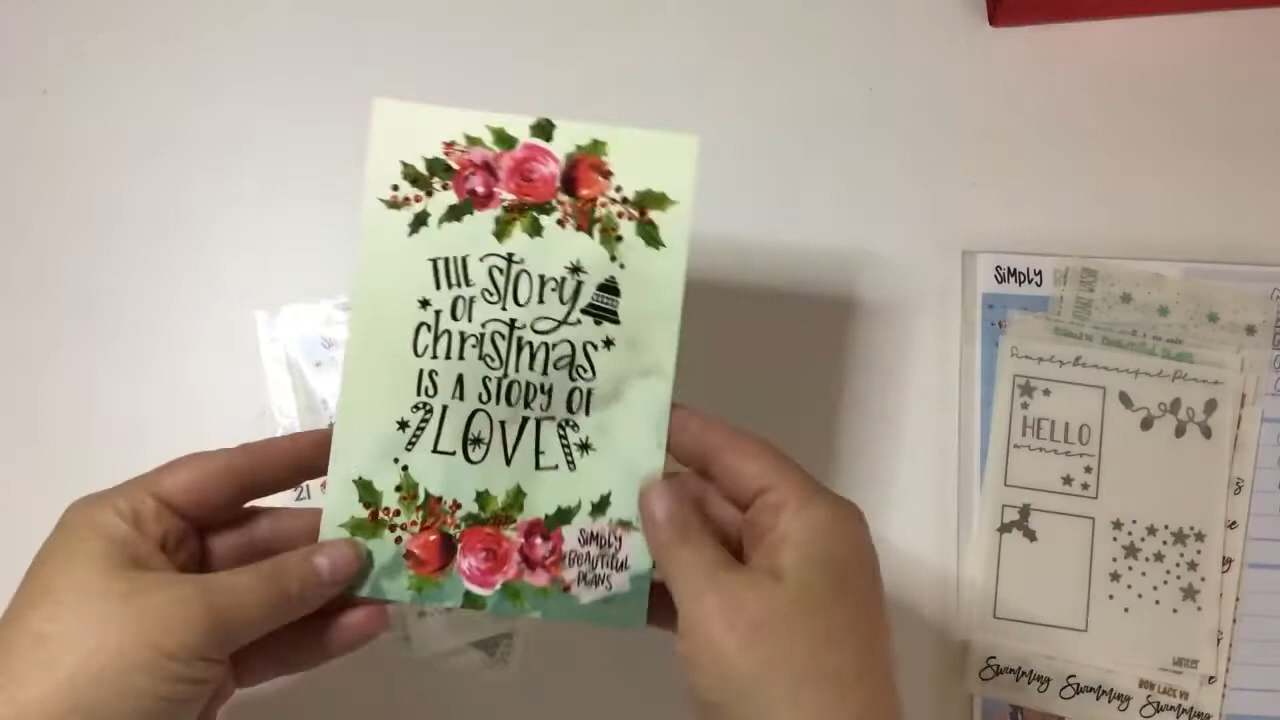 THE story
OF
christmas
IS A STORY OF
LOVE
SIMPLY
BEAUTIFUL
PLANS
21
SIMPLY
Simply Beautiful Plans
HELLO
winter
winter
Swimming Swimming Swimming